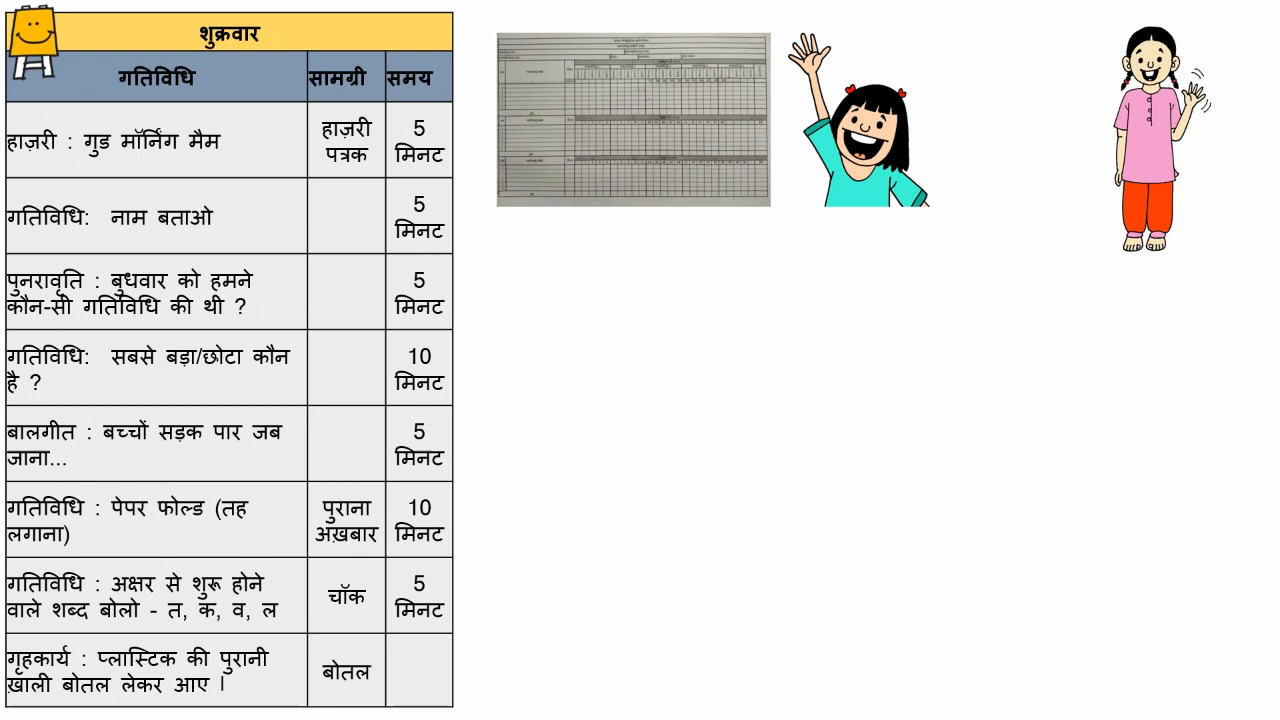 शुक्रवार
गतिविधि सामग्री समय
हाज़री : गुड मॉर्निंग मैम
हाज़री
पत्रक
5
मिनट
गतिविधि: नाम बताओ
5
मिनट
पुनरावृति : बुधवार को हमने
कौन-सी गतिविधि की थी ?
5
मिनट
गतिविधि: सबसे बड़ा/छोटा कौन
है ?
10
मिनट
बालगीत : बच्चों सड़क पार जब
जाना...
5
मिनट
गतिविधि : पेपर फोल्ड (तह
लगाना)
पुराना
अख़बार
10
मिनट
गतिविधि : अक्षर से शुरू होने
वाले शब्द बोलो - त, क, व, ल
चॉक
5
मिनट
गृहकार्य : प्लास्टिक की पुरानी
ख़ाली बोतल लेकर आए |
बोतल